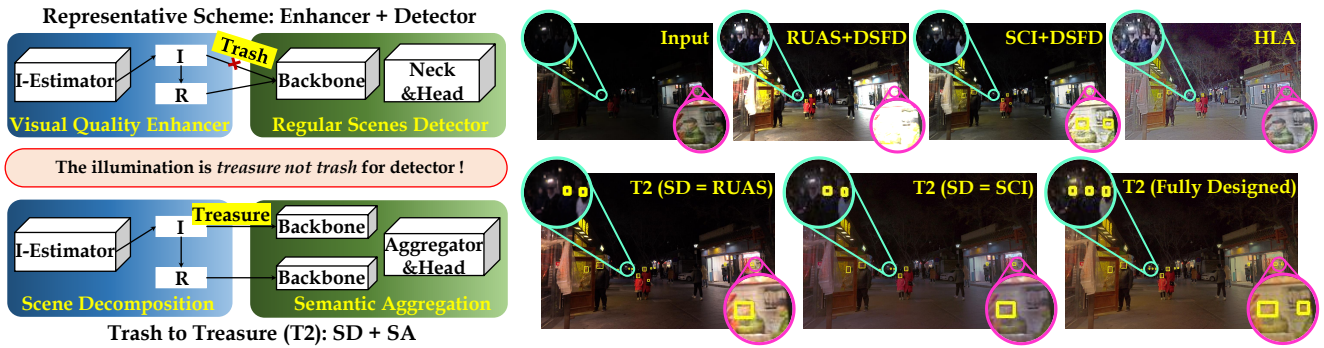 Representative Scheme: Enhancer + Detector
I-Estimator
I
R
Trash
Backbone
Neck
&Head
Visual Quality Enhancer
Regular Scenes Detector
The illumination is treasure not trash for detector !
I-Estimator
I
R
Treasure
Backbone
Backbone
Aggregator
&Head
Scene Decomposition
Semantic Aggregation
Trash to Treasure (T2): SD + SA
Input
RUAS+DSFD
SCI+DSFD
HLA
T2 (SD = RUAS)
T2 (SD = SCI)
T2 (Fully Designed)